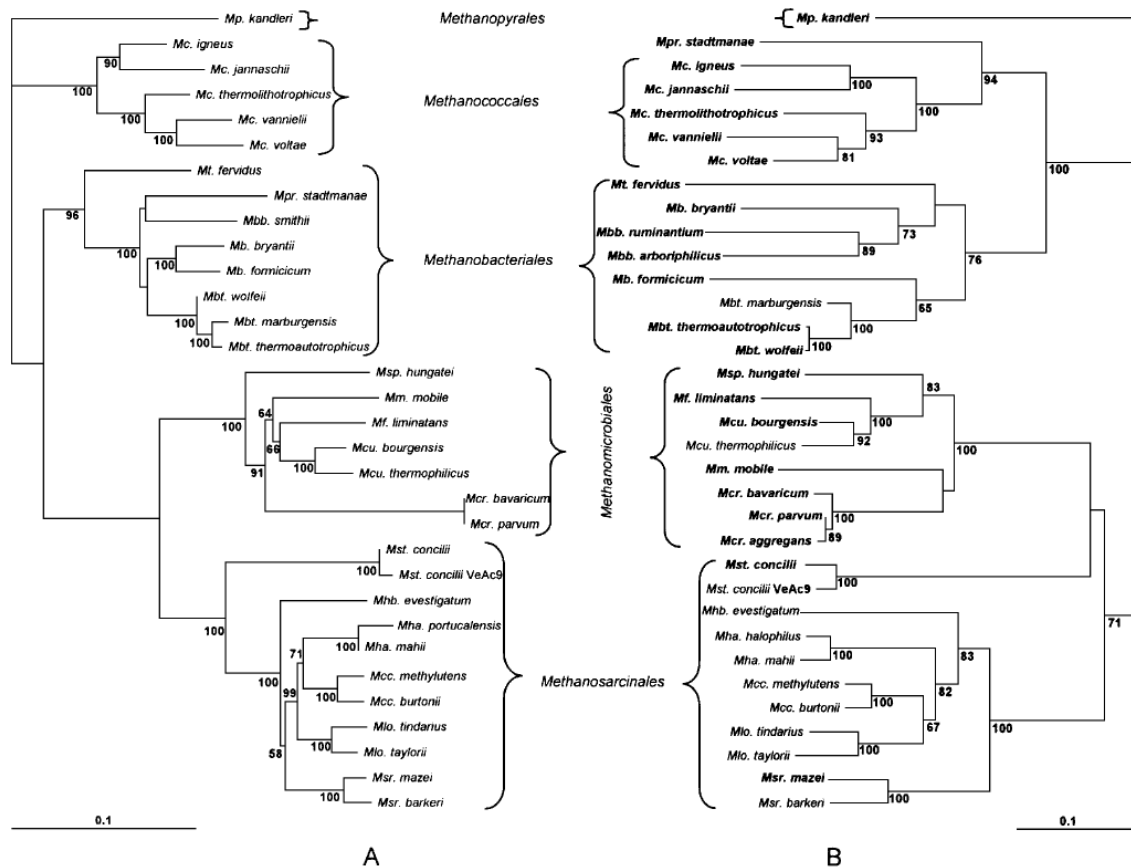 Mp. kandleri
Mc. igneus
90
Mc. jannaschii
Mc. thermolithotrophicus
100
Mc. vannielii
100
100
Mc. voltae
Mt. fervidus
Mpr. stadtmanae
96
Mbb. smithii
Mb. bryantii
100
100
Mb. formicicum
Mbt. wolfeii
Mbt. marburgensis
100
100
Mbt. thermoautotrophicus
Msp. hungatei
Mm. mobile
64
Mf. liminatans
100
66
Mcu. bourgensis
91
100
Mcu. thermophilicus
Mcr. bavaricum
Mcr. parvum
Mst. concilii
100
Mst. concilii VeAc9
Mhb. evestigatum
Mha. portucalensis
100
71
100
Mha. mahii
Mcc. methylutens
100
99
100
Mcc. burtonii
Mlo. tindarius
58
100
Mlo. taylorii
Msr. mazei
100
Msr. barkeri
0.1
A
Methanopyrales
Methanococcales
Methanobacteriales
Methanomicrobiales
Methanosarcinales
Mp. kandleri
Mpr. stadtmanae
94
Mc. igneus
100
Mc. jannaschii
100
Mc. thermolithotrophicus
93
Mc. vannielii
81
Mc. voltae
100
Mt. fervidus
Mb. bryantii
73
Mbb. ruminantium
89
Mbb. arboriphilicus
76
Mb. formicicum
65
Mbt. marburgensis
100
Mbt. thermoautotrophicus
100
Mbt. wolfeii
Msp. hungatei
83
Mf. liminatans
100
Mcu. bourgensis
92
Mcu. thermophilicus
100
Mm. mobile
Mcr. bavaricum
100
Mcr. parvum
89
Mcr. aggregans
Mst. concilii
100
Mst. concilii VeAc9
Mhb. evestigatum
71
Mha. halophilus
100
83
Mha. mahii
Mcc. methylutens
82
100
Mcc. burtonii
67
Mlo. tindarius
100
100
Mlo. taylorii
Msr. mazei
100
Msr. barkeri
0.1
B